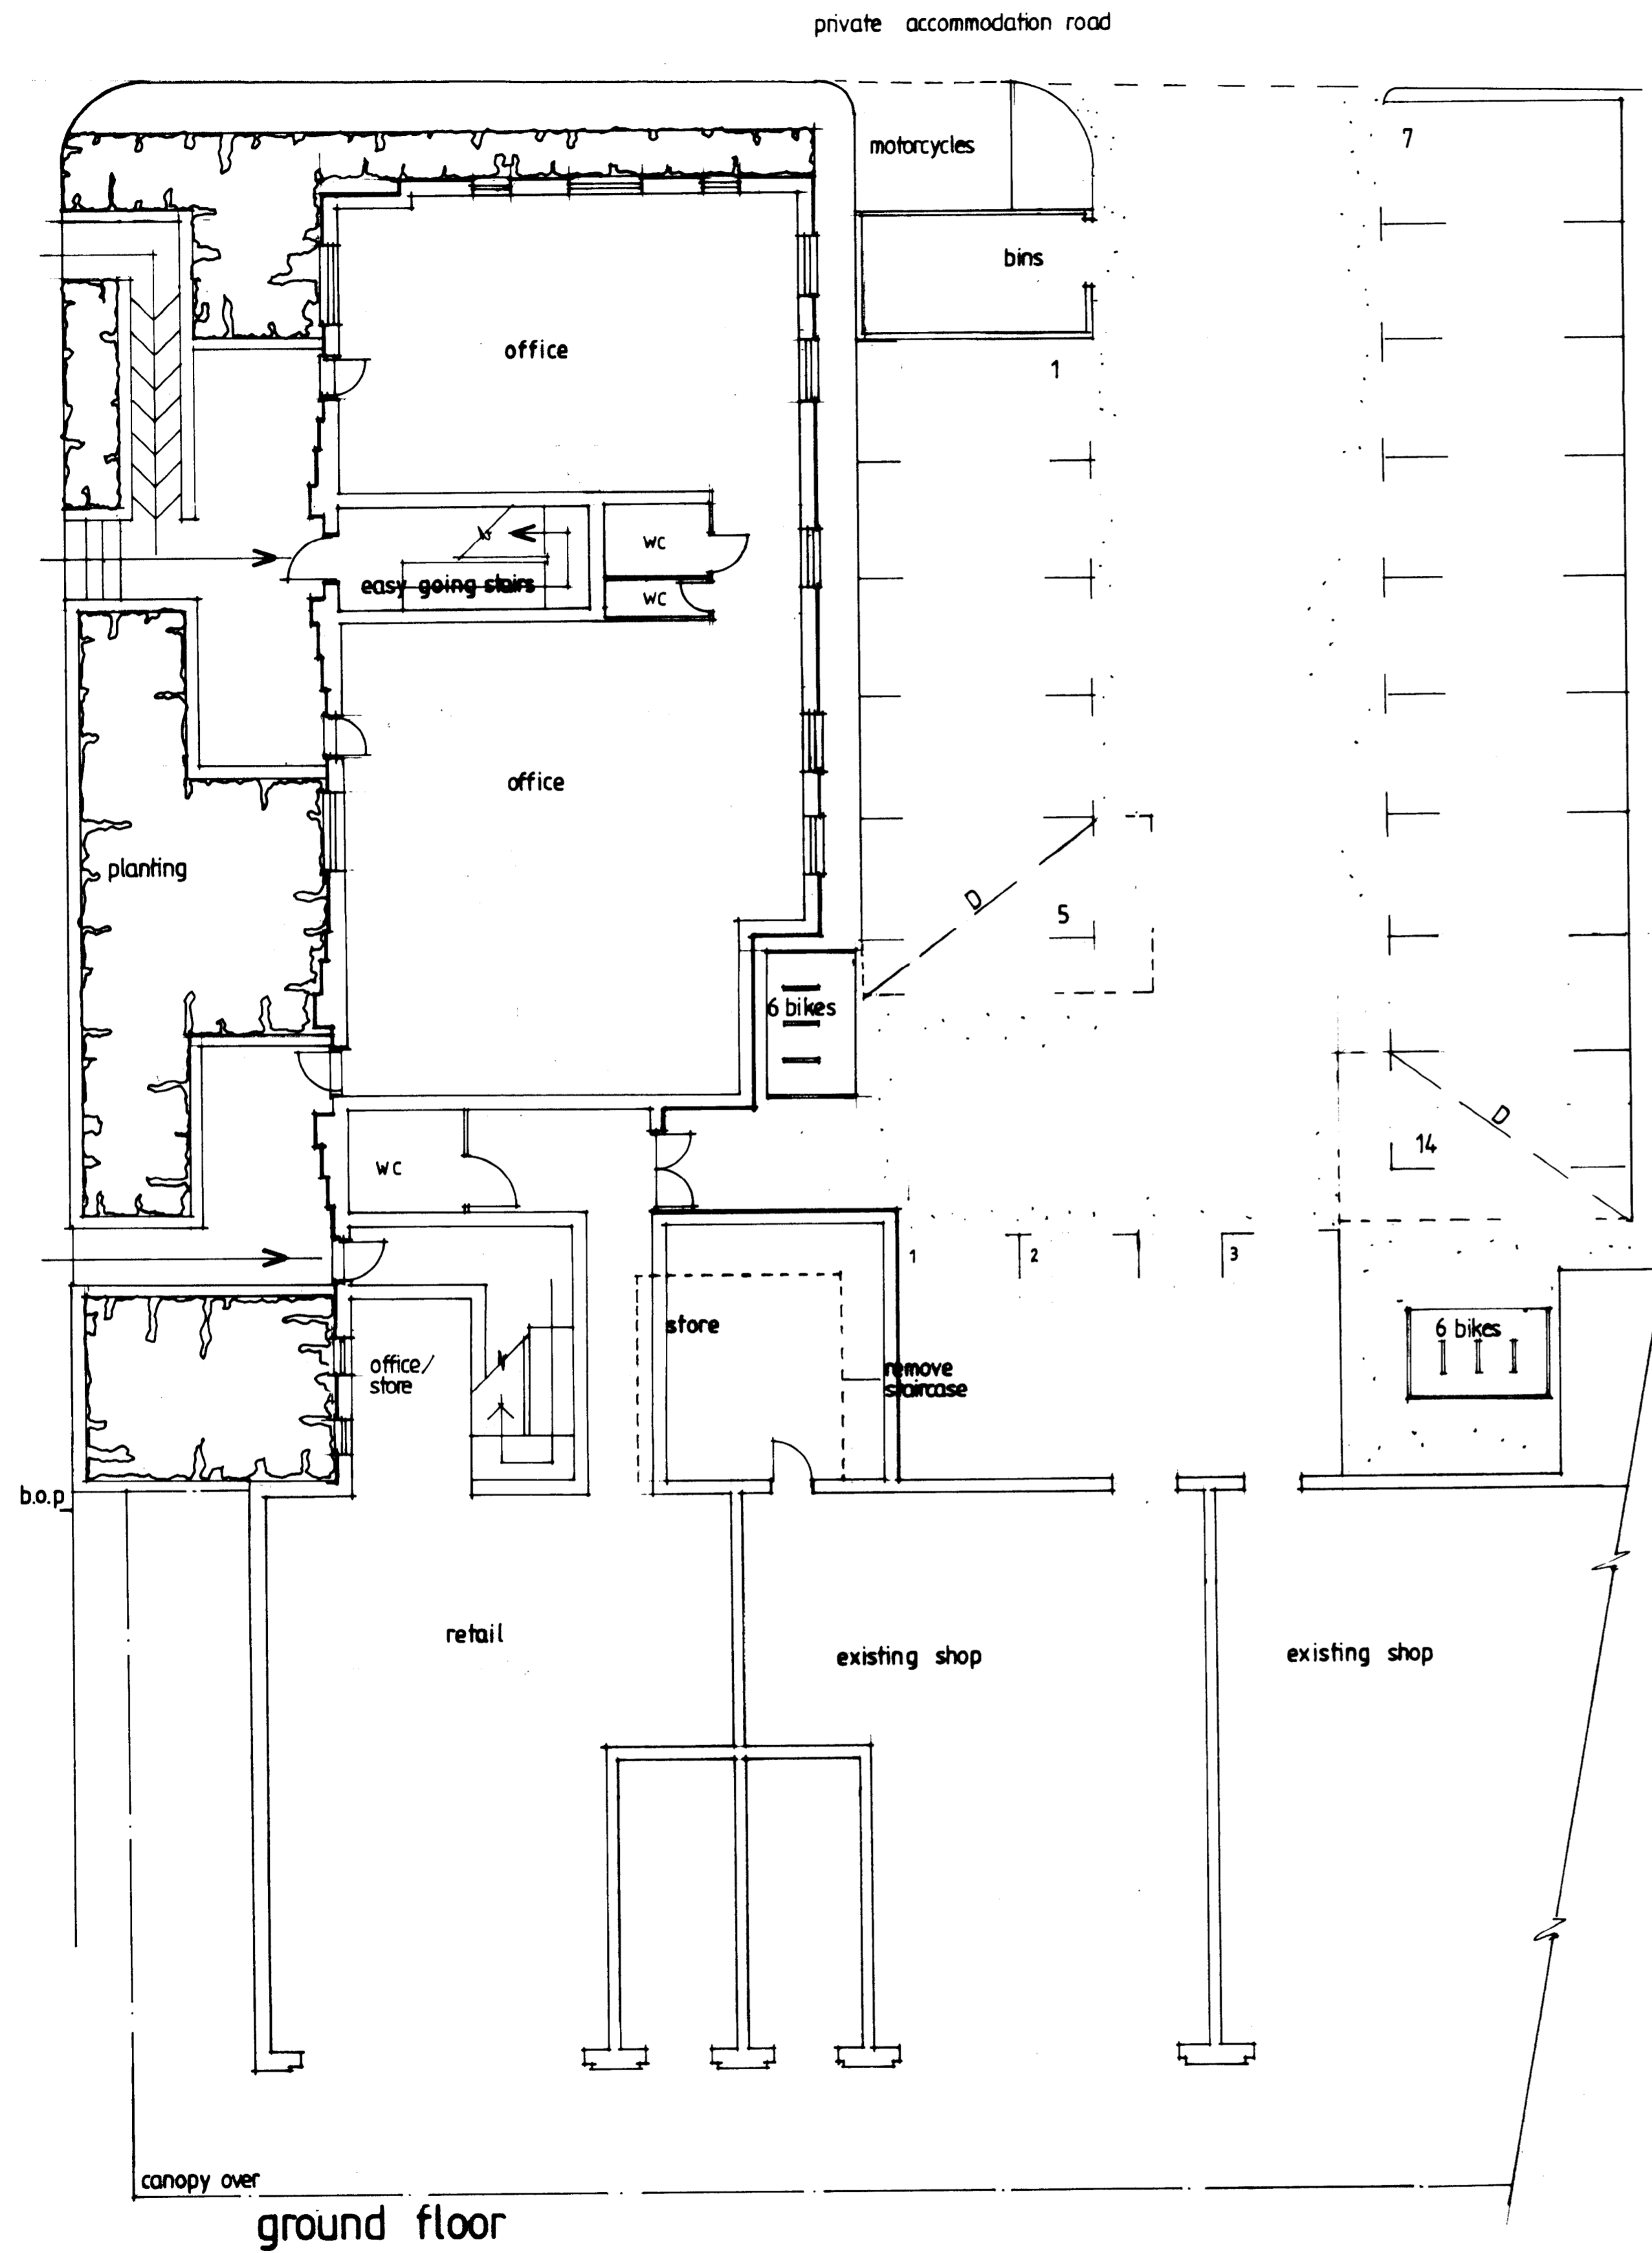 private accommodation road
motorcycles
7
bins
office
1
wc
easy going stairs
wc
office
planting
D
5
6 bikes
D
14
wc
1
2
3
store
6 bikes
office/
store
remove
staircase
b.o.p
retail
existing shop
existing shop
canopy over
ground floor